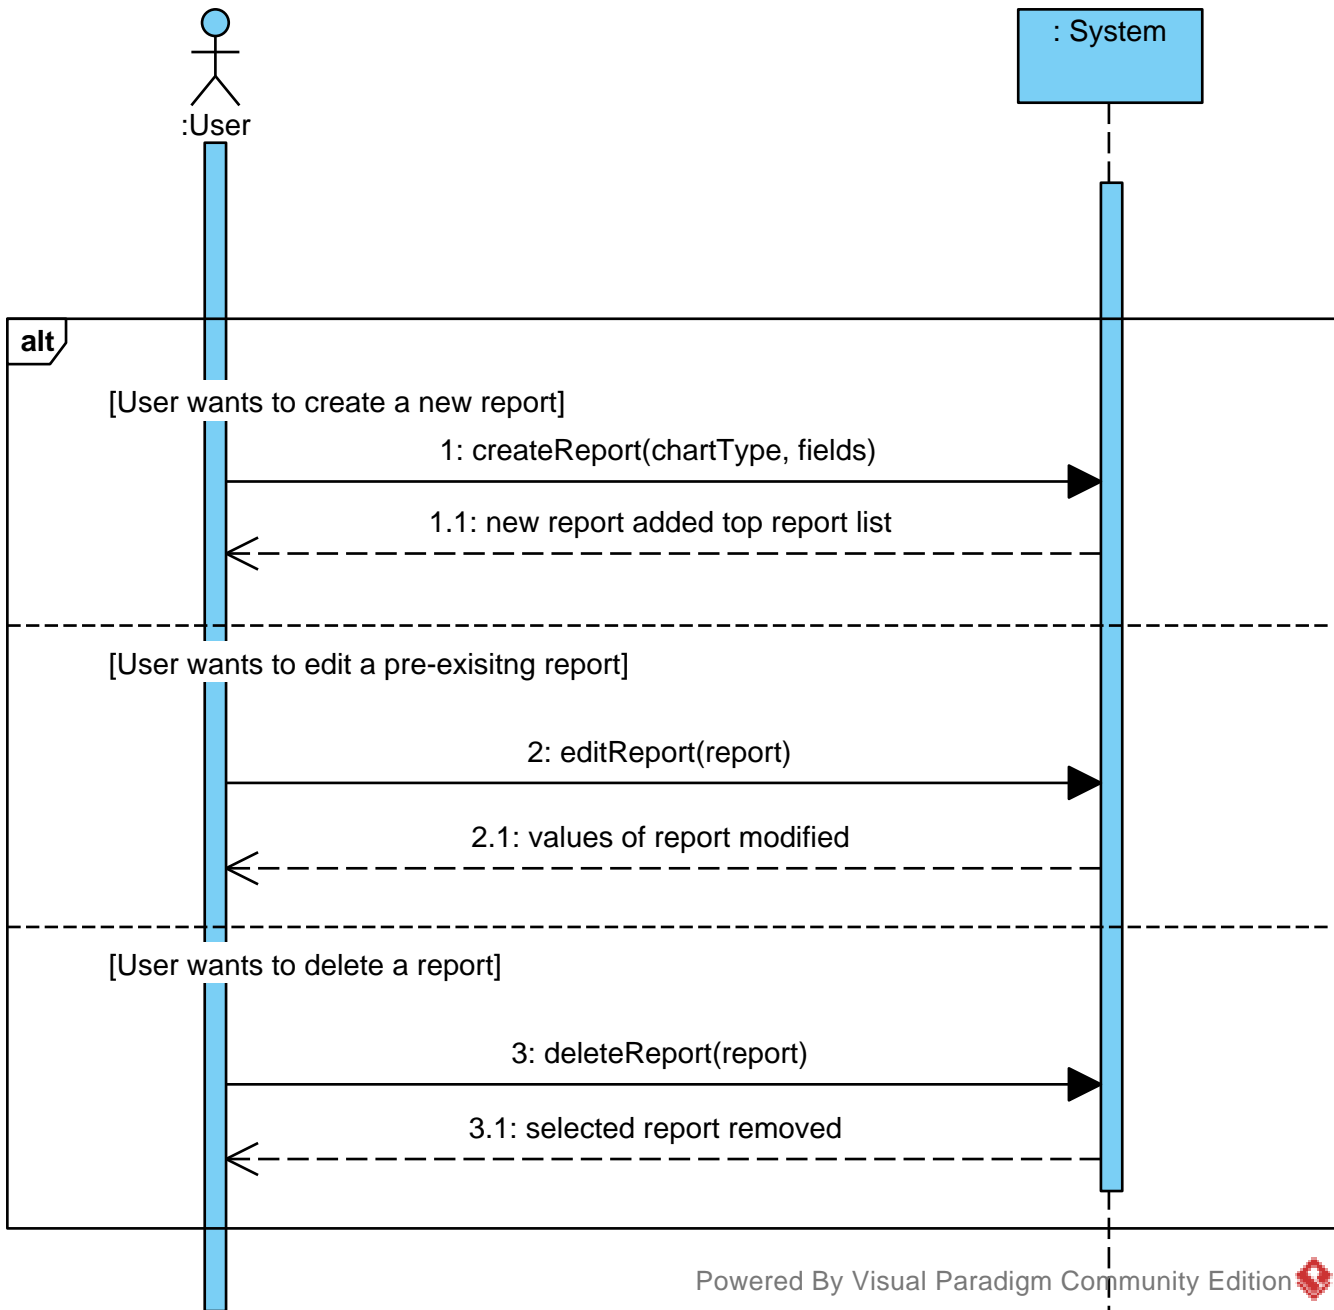 :User
: System
alt
[User wants to create a new report]
1: createReport(chartType, fields)
1.1: new report added top report list
[User wants to edit a pre-exisitng report]
2: editReport(report)
2.1: values of report modified
[User wants to delete a report]
3: deleteReport(report)
3.1: selected report removed
Powered By Visual Paradigm Community Edition